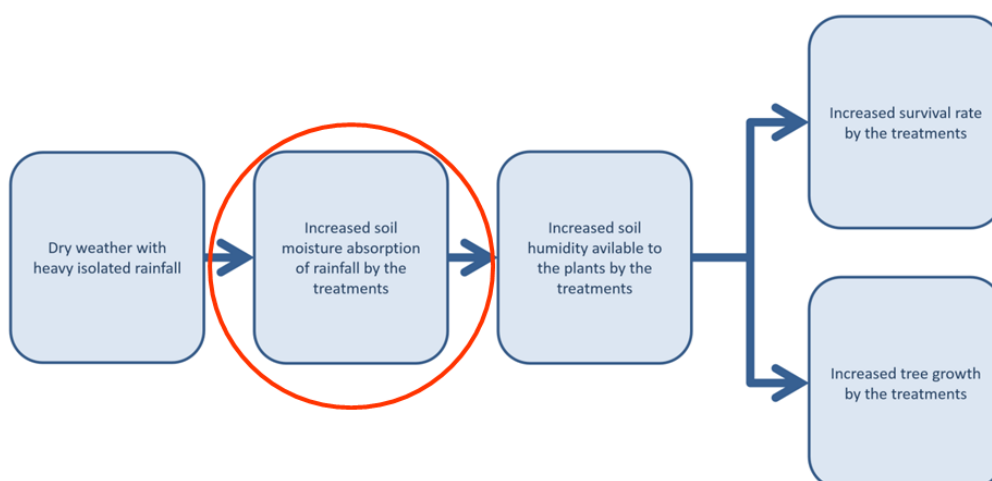 Dry weather with
heavy isolated rainfall
Increased soil
moisture absorption
of rainfall by the
treatments
Increased soil
humidity avilable to
the plants by the
treatments
Increased survival rate
by the treatments
Increased tree growth
by the treatments